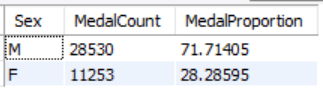 Sex MedalCount MedalProportion
M 28530 71.71405
F 11253 28.28595